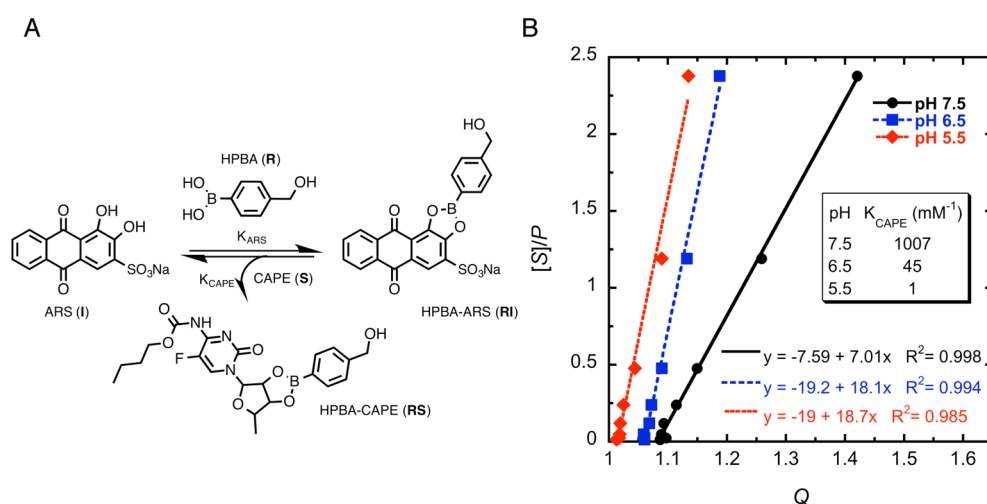 A
HPBA (R)
HO
B
HO
OH
O
OH
OH
O
SO₃Na
ARS (I)
K_ARS
K_CAPE
CAPE (S)
HO
B
O
O
O
O
SO₃Na
HPBA-ARS (RI)
O
O
NH
F
N
N
O
O
O
O
B
OH
HPBA-CAPE (RS)
B
[S]/P
2.5
2
1.5
1
0.5
0
1
1.1
1.2
1.3
1.4
1.5
1.6
Q
pH 7.5
pH 6.5
pH 5.5
pH K_CAPE (mM⁻¹)
7.5 1007
6.5 45
5.5 1
y = -7.59 + 7.01x R²= 0.998
y = -19.2 + 18.1x R²= 0.994
y = -19 + 18.7x R²= 0.985